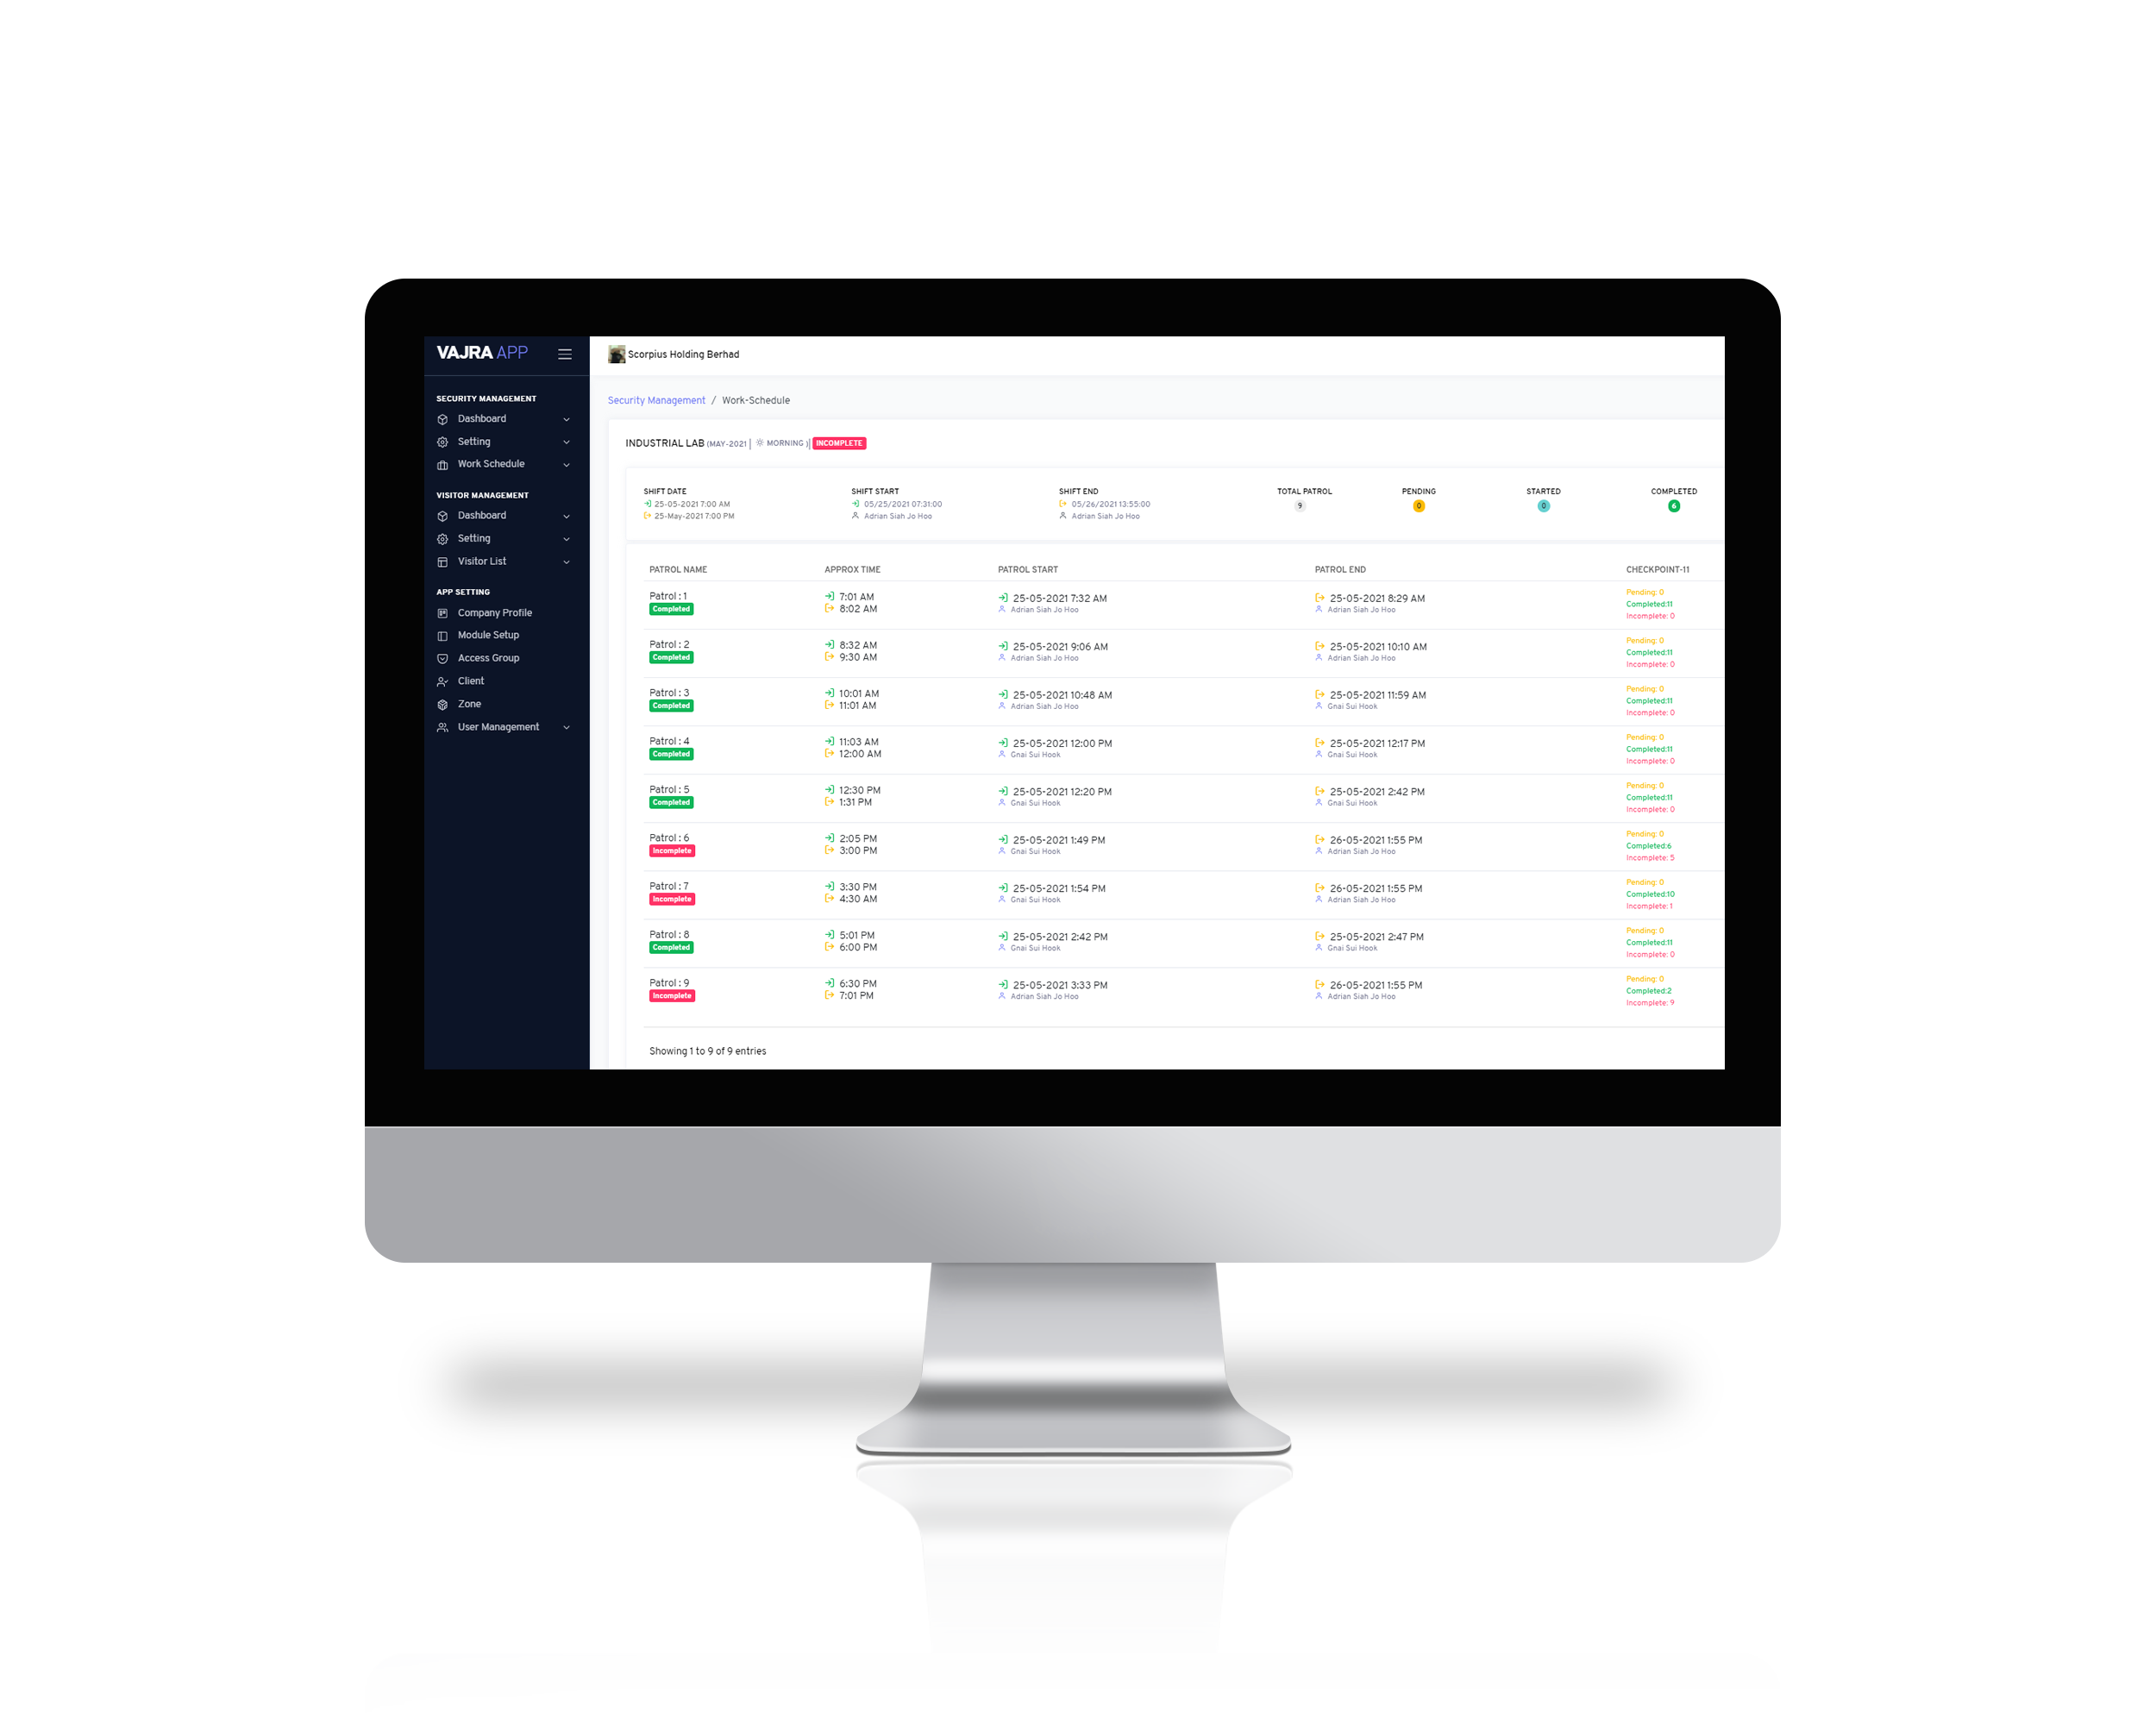 VAJRA APP
Scorpius Holding Berhad
SECURITY MANAGEMENT
Dashboard
Setting
Work Schedule
VISITOR MANAGEMENT
Dashboard
Setting
Visitor List
APP SETTING
Company Profile
Module Setup
Access Group
Client
Zone
User Management
Security Management / Work-Schedule
INDUSTRIAL LAB (MAY-2021 | MORNING )| INCOMPLETE
SHIFT DATE SHIFT START SHIFT END TOTAL PATROL PENDING STARTED COMPLETED
25-05-2021 7:00 AM 05/25/2021 07:31:00 05/26/2021 13:55:00 9 0 0 6
25-May-2021 7:00 PM Adrian Siah Jo Hoo Adrian Siah Jo Hoo
PATROL NAME APPROX TIME PATROL START PATROL END CHECKPOINT-11
Pending: 0
Patrol : 1 7:01 AM 25-05-2021 7:32 AM 25-05-2021 8:29 AM Completed:11
Completed 8:02 AM Adrian Siah Jo Hoo Adrian Siah Jo Hoo Incomplete: 0
Pending: 0
Patrol : 2 8:32 AM 25-05-2021 9:06 AM 25-05-2021 10:10 AM Completed:11
Completed 9:30 AM Adrian Siah Jo Hoo Adrian Siah Jo Hoo Incomplete: 0
Pending: 0
Patrol : 3 10:01 AM 25-05-2021 10:48 AM 25-05-2021 11:59 AM Completed:11
Completed 11:01 AM Adrian Siah Jo Hoo Gnai Sui Hook Incomplete: 0
Pending: 0
Patrol : 4 11:03 AM 25-05-2021 12:00 PM 25-05-2021 12:17 PM Completed:11
Completed 12:00 AM Gnai Sui Hook Gnai Sui Hook Incomplete: 0
Pending: 0
Patrol : 5 12:30 PM 25-05-2021 12:20 PM 25-05-2021 2:42 PM Completed:11
Completed 1:31 PM Gnai Sui Hook Gnai Sui Hook Incomplete: 0
Pending: 0
Patrol : 6 2:05 PM 25-05-2021 1:49 PM 26-05-2021 1:55 PM Completed:6
Incomplete 3:00 PM Gnai Sui Hook Adrian Siah Jo Hoo Incomplete: 5
Pending: 0
Patrol : 7 3:30 PM 25-05-2021 1:54 PM 26-05-2021 1:55 PM Completed:10
Incomplete 4:30 AM Gnai Sui Hook Adrian Siah Jo Hoo Incomplete: 1
Pending: 0
Patrol : 8 5:01 PM 25-05-2021 2:42 PM 25-05-2021 2:47 PM Completed:11
Completed 6:00 PM Gnai Sui Hook Gnai Sui Hook Incomplete: 0
Pending: 0
Patrol : 9 6:30 PM 25-05-2021 3:33 PM 26-05-2021 1:55 PM Completed:2
Incomplete 7:01 PM Adrian Siah Jo Hoo Adrian Siah Jo Hoo Incomplete: 9
Showing 1 to 9 of 9 entries